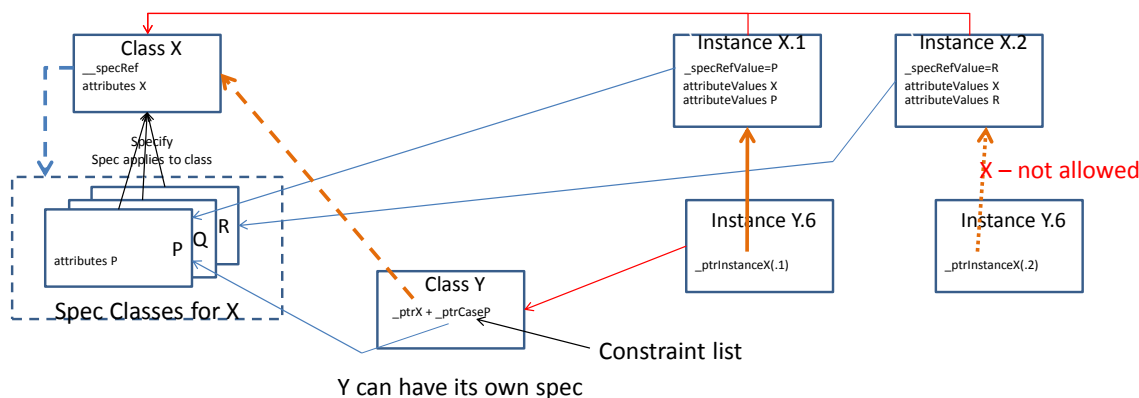 Class X
__specRef
attributes X
Specify
Spec applies to class
P
Q
R
attributes P
Spec Classes for X
Class Y
_ptrX + _ptrCaseP
Constraint list
Y can have its own spec
Instance X.1
_specRefValue=P
attributeValues X
attributeValues P
Instance X.2
_specRefValue=R
attributeValues X
attributeValues R
X – not allowed
Instance Y.6
_ptrInstanceX(.1)
Instance Y.6
_ptrInstanceX(.2)